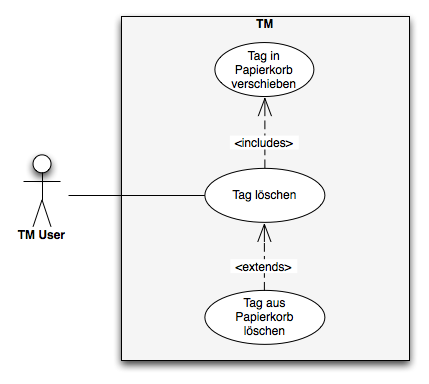 TM
Tag in
Papierkorb
verschieben
<includes>
Tag löschen
TM User
<extends>
Tag aus
Papierkorb
löschen